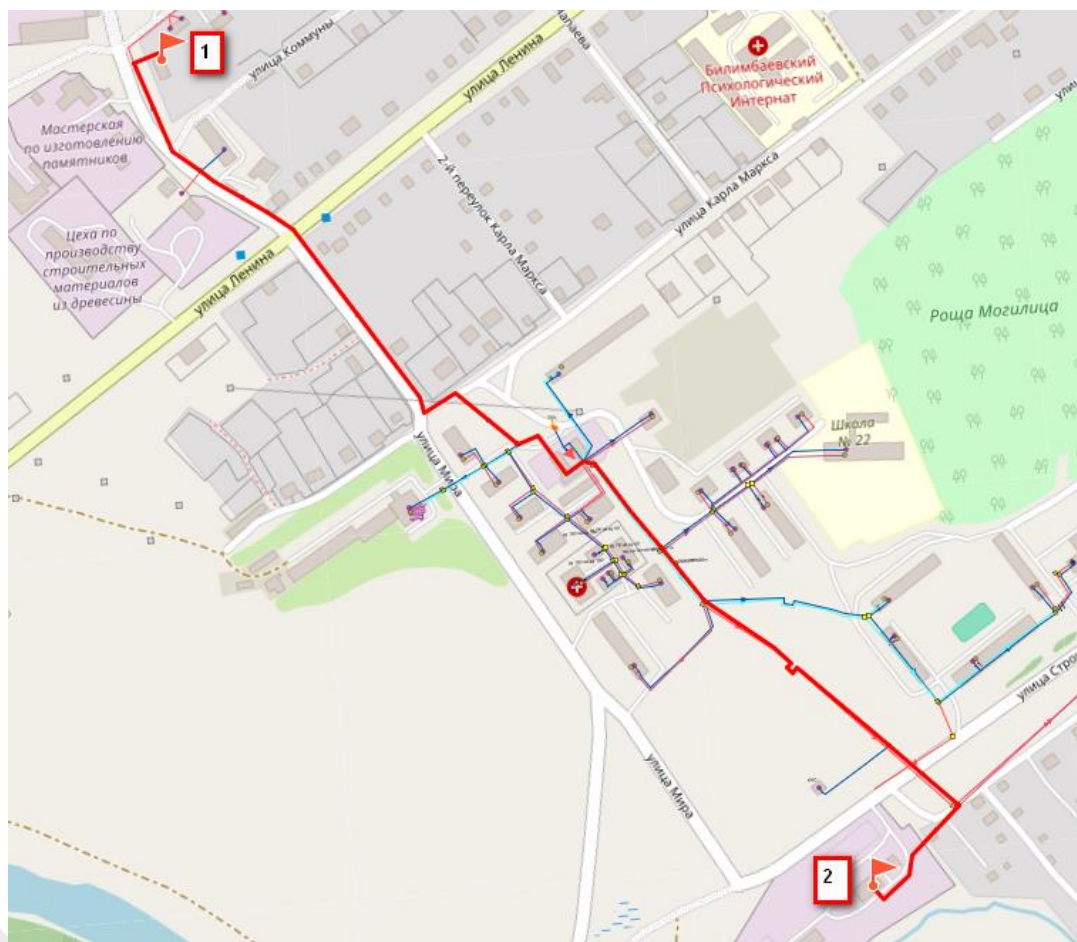 1
улица Коммуны
улица Ленина
Билимбаевский
Психологический
Интернат
Мастерская
по изготовлению
памятников
2-й переулок Карла Маркса
улица Карла Маркса
Цеха по
производству
строительных
материалов
из древесины
улица Ленина
Роща Могилица
Школа
№ 22
улица Мира
улица Стро
улица Мира
2